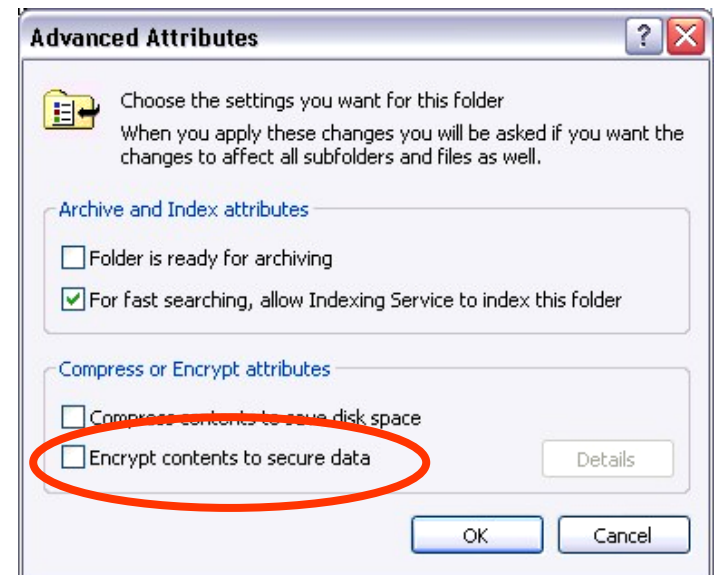 Advanced Attributes
?
Choose the settings you want for this folder
When you apply these changes you will be asked if you want the
changes to affect all subfolders and files as well.
Archive and Index attributes
Folder is ready for archiving
For fast searching, allow Indexing Service to index this folder
Compress or Encrypt attributes
Compress contents to save disk space
Encrypt contents to secure data
Details
OK
Cancel